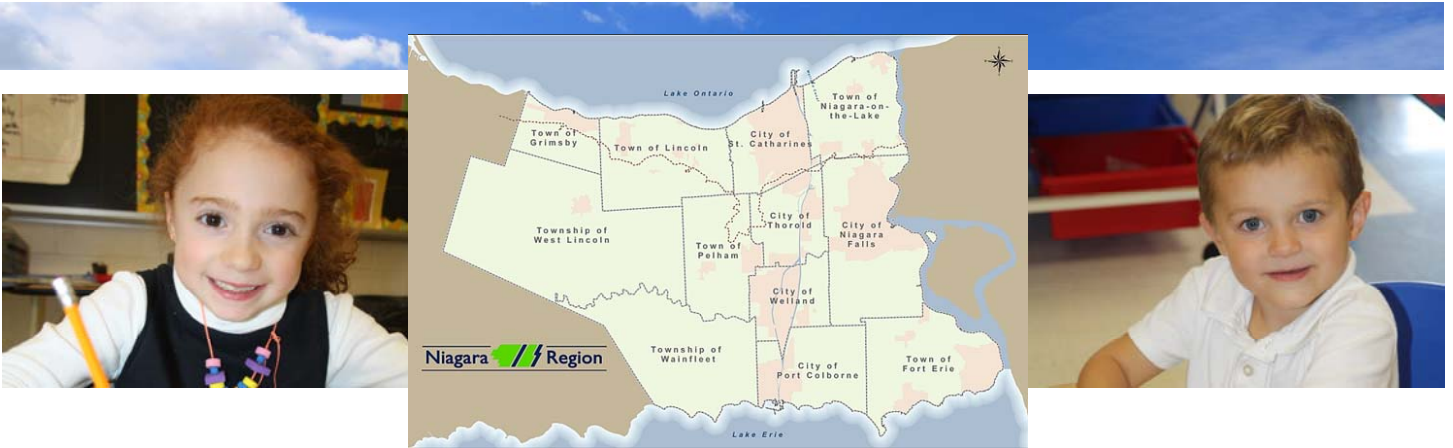 Lake Ontario
Town of
Niagara-on-
the-Lake
Town of
Grimsby
Town of Lincoln
City of
St. Catharines
Township of
West Lincoln
Town of
Pelham
City of
Thorold
City of
Niagara
Falls
City of
Welland
Niagara Region
Township of
Wainfleet
City of
Port Colborne
Town of
Fort Erie
Lake Erie